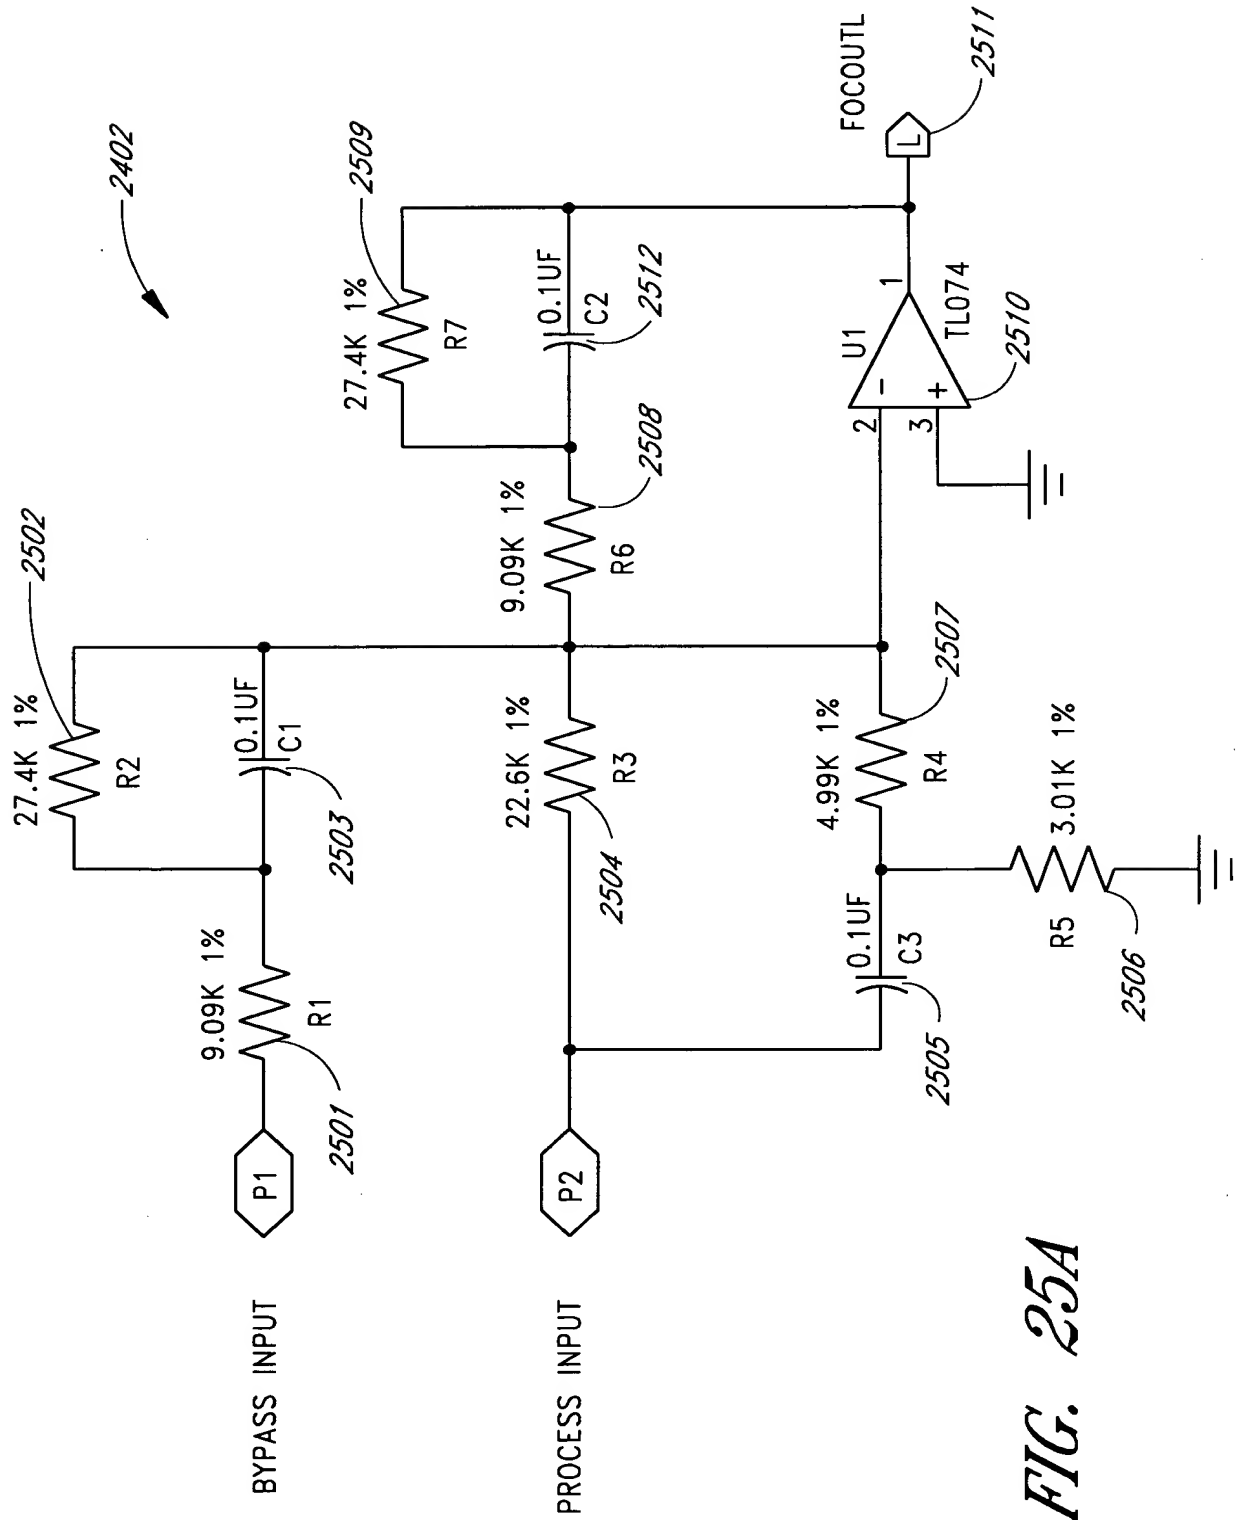 2402
2502
27.4K 1%
R2
2509
27.4K 1%
R7
FOCOUTL
L
2511
BYPASS INPUT
P1
9.09K 1%
R1
2501
0.1UF
C1
2503
0.1UF
C2
2512
PROCESS INPUT
P2
22.6K 1%
R3
2504
9.09K 1%
R6
2508
0.1UF
C3
2505
4.99K 1%
R4
2507
R5
3.01K 1%
2506
2
3
-
+
U1
1
TL074
2510
FIG. 25A